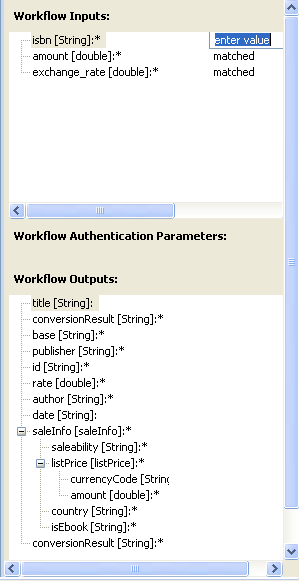 Workflow Inputs:
isbn [String]:* enter value
amount [double]:* matched
exchange_rate [double]:* matched
Workflow Authentication Parameters:
Workflow Outputs:
title [String]:
conversionResult [String]:*
base [String]:*
publisher [String]:*
id [String]:*
rate [double]:*
author [String]:*
date [String]:
saleInfo [saleInfo]:*
saleability [String]:*
listPrice [listPrice]:*
currencyCode [String
amount [double]:*
country [String]:*
isEbook [String]:*
conversionResult [String]:*